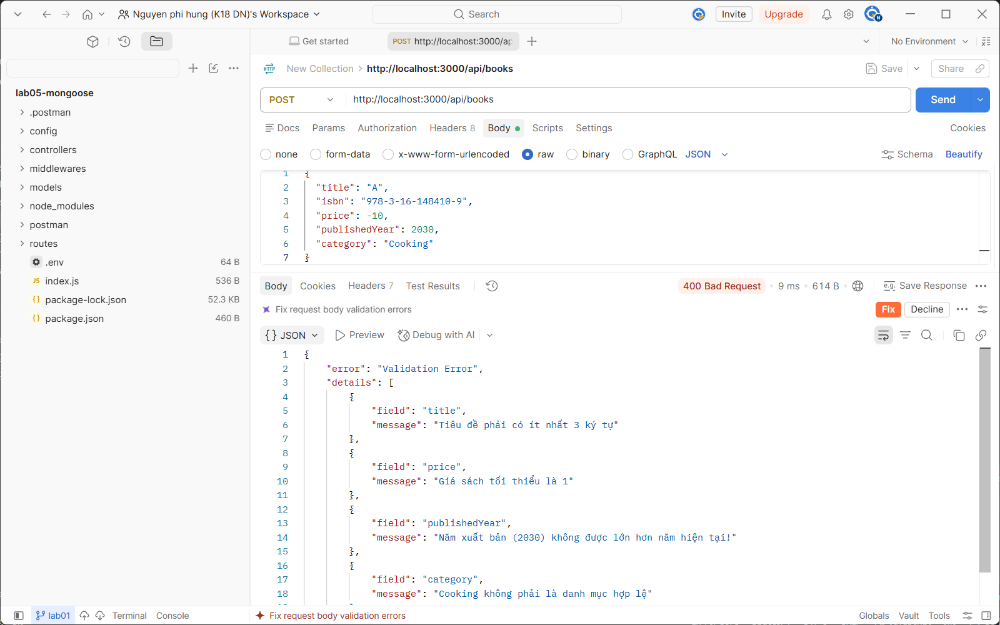 Nguyen phi hung (K18 DN)'s Workspace
Search
Invite
Upgrade
N
Get started
POST http://localhost:3000/ap
No Environment
lab05-mongoose
.postman
config
controllers
middlewares
models
node_modules
postman
routes
.env 64 B
JS index.js 536 B
{} package-lock.json 52.3 KB
{} package.json 460 B
HTTP New Collection > http://localhost:3000/api/books
Save
Share
POST http://localhost:3000/api/books
Send
Docs Params Authorization Headers 8 Body Scripts Settings Cookies
none form-data x-www-form-urlencoded raw binary GraphQL JSON Schema Beautify
1 {
2 "title": "A",
3 "isbn": "978-3-16-148410-9",
4 "price": -10,
5 "publishedYear": 2030,
6 "category": "Cooking"
7 }
Body Cookies Headers 7 Test Results 400 Bad Request 9 ms 614 B e.g. Save Response
Fix request body validation errors Fix Decline
{} JSON Preview Debug with AI
1 {
2 "error": "Validation Error",
3 "details": [
4 {
5 "field": "title",
6 "message": "Tiêu đề phải có ít nhất 3 ký tự"
7 },
8 {
9 "field": "price",
10 "message": "Giá sách tối thiểu là 1"
11 },
12 {
13 "field": "publishedYear",
14 "message": "Năm xuất bản (2030) không được lớn hơn năm hiện tại!"
15 },
16 {
17 "field": "category",
18 "message": "Cooking không phải là danh mục hợp lệ"
lab01 Terminal Console Fix request body validation errors Globals Vault Tools